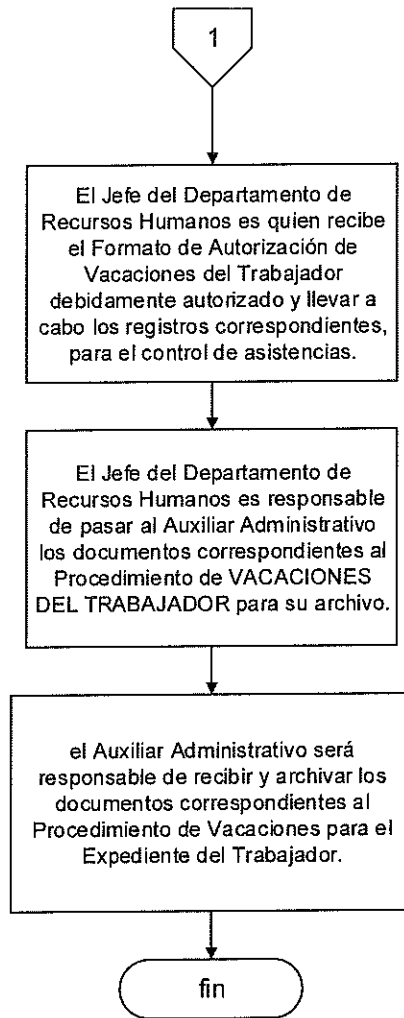 1
El Jefe del Departamento de
Recursos Humanos es quien recibe
el Formato de Autorización de
Vacaciones del Trabajador
debidamente autorizado y llevar a
cabo los registros correspondientes,
para el control de asistencias.
El Jefe del Departamento de
Recursos Humanos es responsable
de pasar al Auxiliar Administrativo
los documentos correspondientes al
Procedimiento de VACACIONES
DEL TRABAJADOR para su archivo.
el Auxiliar Administrativo será
responsable de recibir y archivar los
documentos correspondientes al
Procedimiento de Vacaciones para el
Expediente del Trabajador.
fin